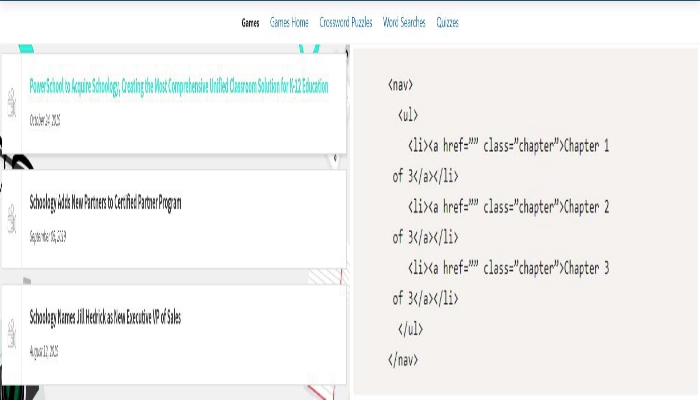 Games Games Home Crossword Puzzles Word Searches Quizzes
PowerSchool to Acquire Schoology, Creating the Most Comprehensive Unified Classroom Solution for K-12 Education
October 24, 2019
Schoology Adds New Partners to Certified Partner Program
September 06, 2019
Schoology Names Jill Hedrick as New Executive VP of Sales
August 12, 2019
<nav>
<ul>
<li><a href="” class="chapter”>Chapter 1
of 3</a></li>
<li><a href="” class="chapter”>Chapter 2
of 3</a></li>
<li><a href="” class="chapter”>Chapter 3
of 3</a></li>
</ul>
</nav>